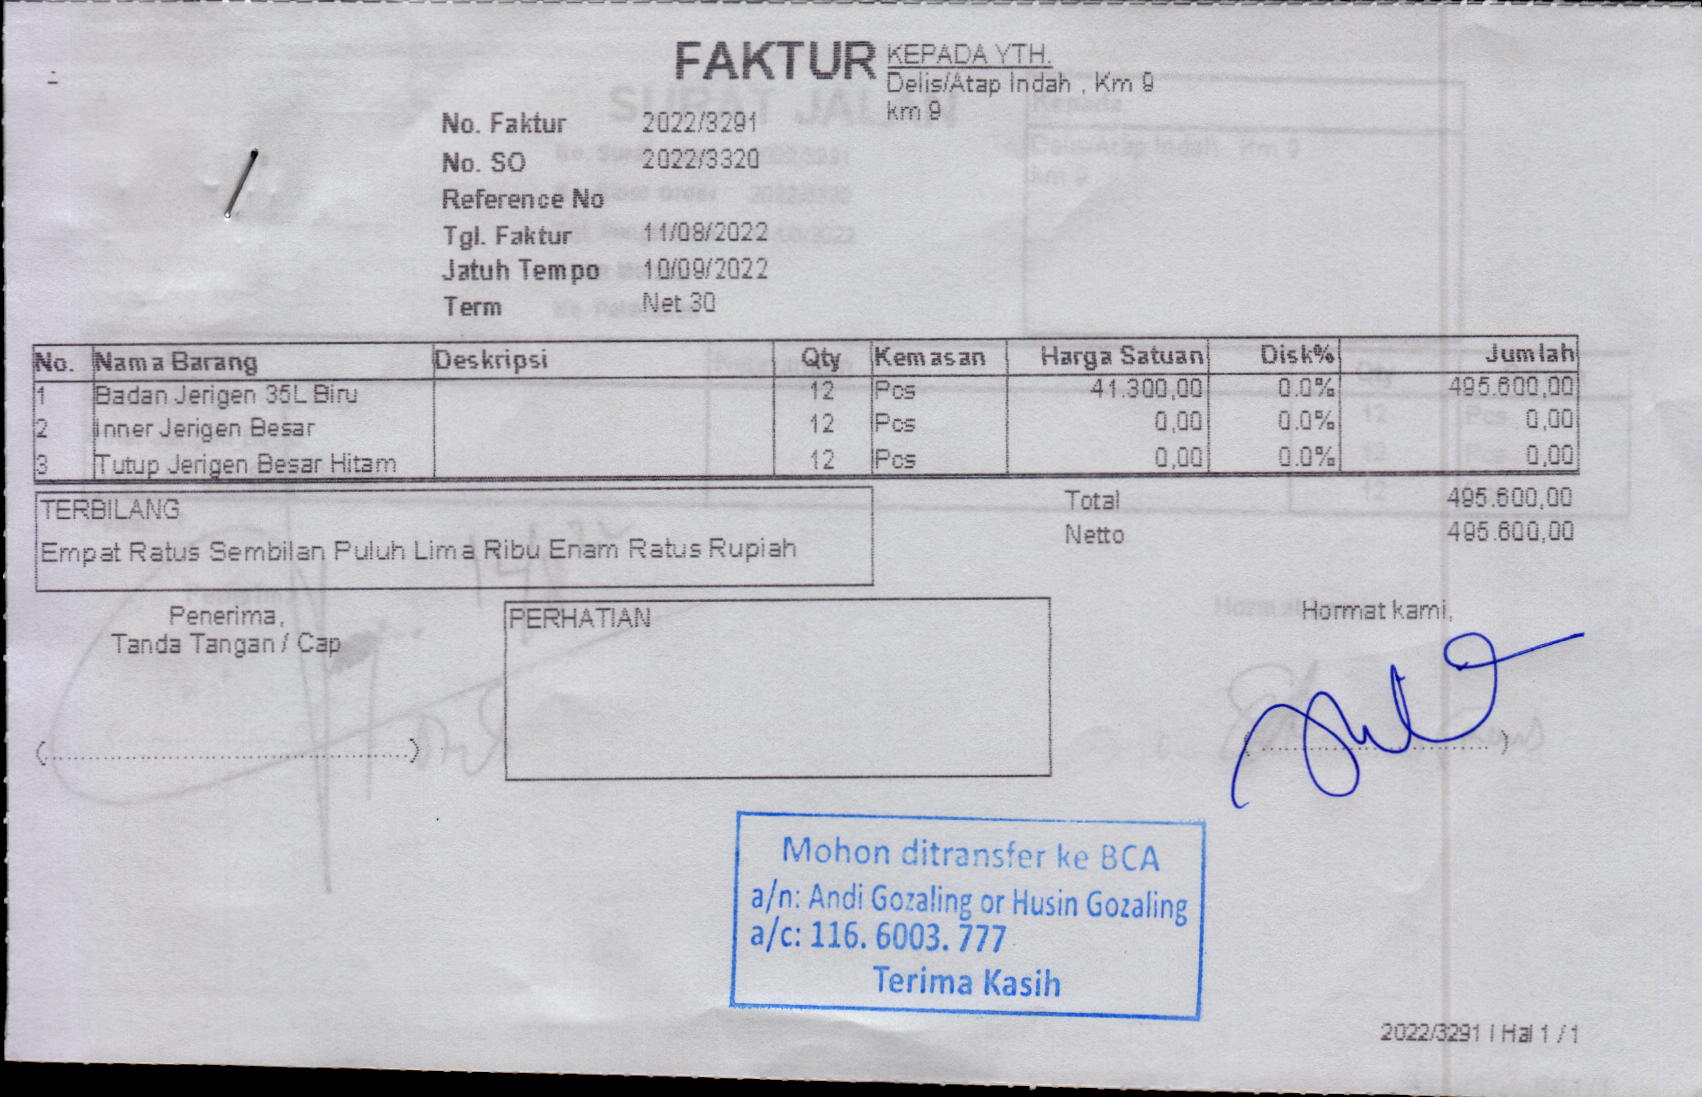 FAKTUR
KEPADA YTH.
Delis/Atap Indah , Km 9
km 9
No. Faktur 2022/3291
No. SO 2022/3320
Reference No
Tgl. Faktur 11/08/2022
Jatuh Tempo 10/09/2022
Term Net 30
No. Nama Barang Deskripsi Qty Kemasan Harga Satuan Disk% Jumlah
1 Badan Jerigen 35L Biru 12 Pcs 41.300,00 0.0% 495.600,00
2 Inner Jerigen Besar 12 Pcs 0,00 0.0% 0,00
3 Tutup Jerigen Besar Hitam 12 Pcs 0,00 0.0% 0,00
TERBILANG
Empat Ratus Sembilan Puluh Lima Ribu Enam Ratus Rupiah
Total 495.600,00
Netto 495.600,00
Penerima,
Tanda Tangan / Cap
(..............................................)
PERHATIAN
Hormat kami,
(..............................)
Mohon ditransfer ke BCA
a/n: Andi Gozaling or Husin Gozaling
a/c: 116. 6003. 777
Terima Kasih
2022/3291 | Hal 1 / 1